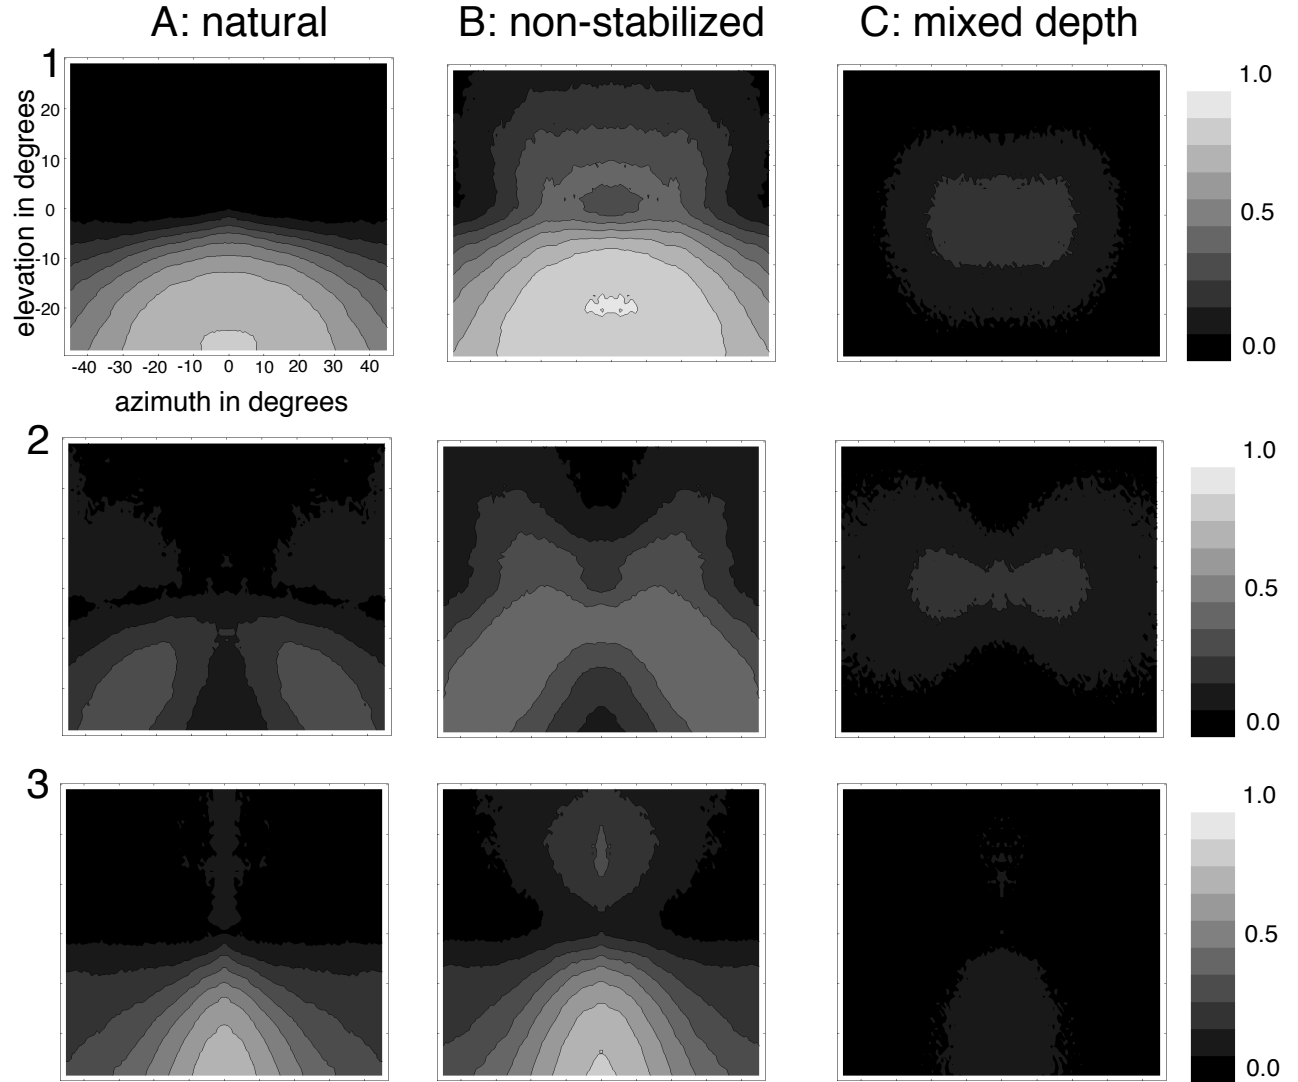 A: natural
B: non-stabilized
C: mixed depth
1
elevation in degrees
20
10
0
-10
-20
-40 -30 -20 -10 0 10 20 30 40
azimuth in degrees
1.0
0.5
0.0
2
1.0
0.5
0.0
3
1.0
0.5
0.0